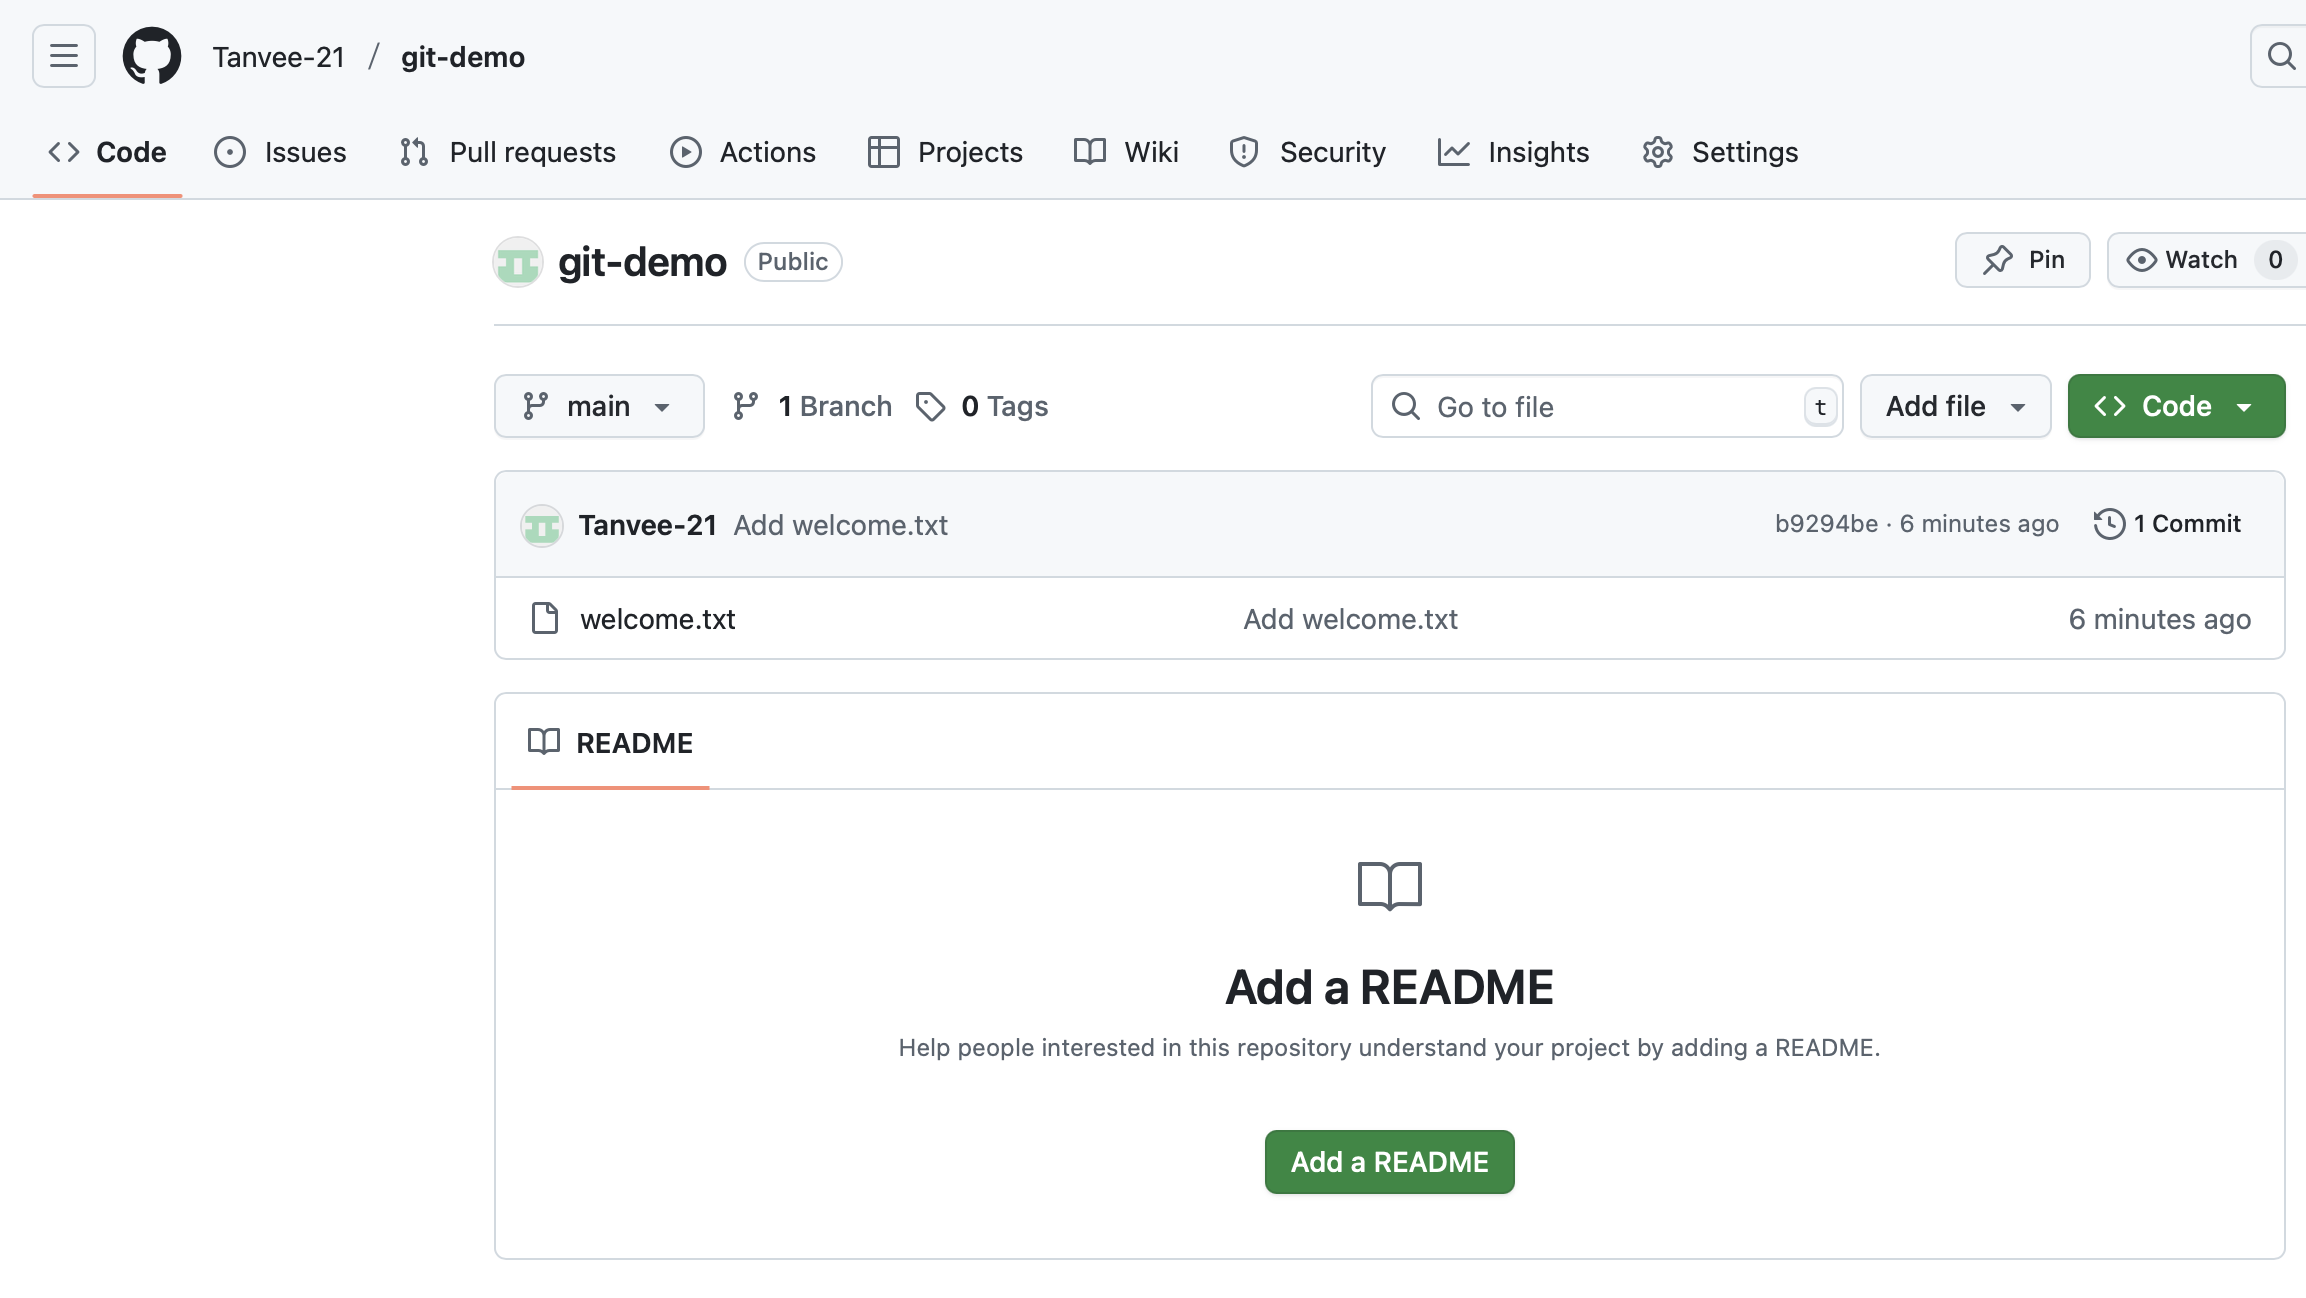 Tanvee-21 / git-demo
Code Issues Pull requests Actions Projects Wiki Security Insights Settings
git-demo Public Pin Watch 0
main 1 Branch 0 Tags Go to file t Add file Code
Tanvee-21 Add welcome.txt b9294be · 6 minutes ago 1 Commit
welcome.txt Add welcome.txt 6 minutes ago
README
Add a README
Help people interested in this repository understand your project by adding a README.
Add a README